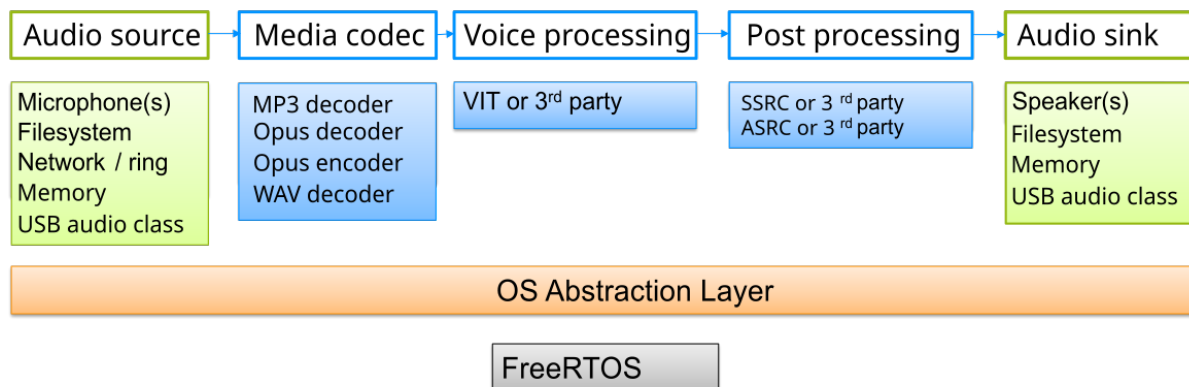 Audio source
Media codec
Voice processing
Post processing
Audio sink
Microphone(s)
Filesystem
Network / ring
Memory
USB audio class
MP3 decoder
Opus decoder
Opus encoder
WAV decoder
VIT or 3rd party
SSRC or 3 rd party
ASRC or 3 rd party
Speaker(s)
Filesystem
Memory
USB audio class
OS Abstraction Layer
FreeRTOS